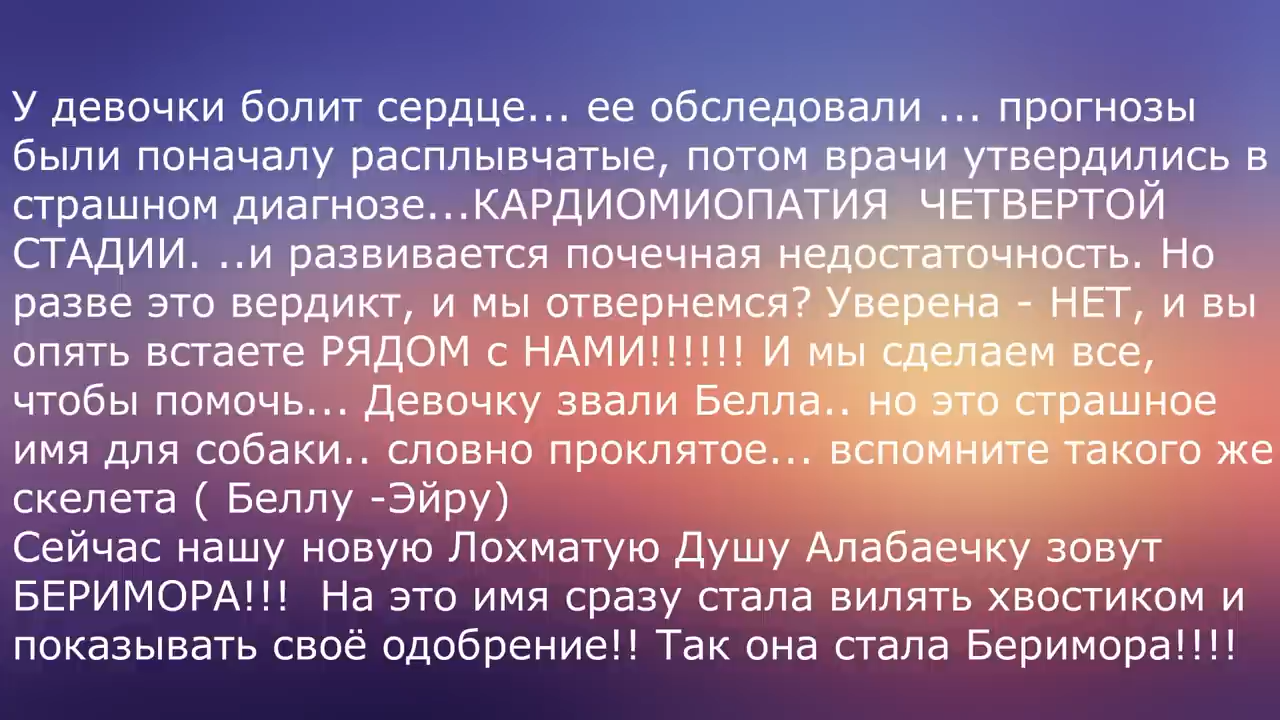 У девочки болит сердце... ее обследовали ... прогнозы
были поначалу расплывчатые, потом врачи утвердились в
страшном диагнозе...КАРДИОМИОПАТИЯ  ЧЕТВЕРТОЙ
СТАДИИ. ..и развивается почечная недостаточность. Но
разве это вердикт, и мы отвернемся? Уверена - НЕТ, и вы
опять встаете РЯДОМ с НАМИ!!!!!! И мы сделаем все,
чтобы помочь... Девочку звали Белла.. но это страшное
имя для собаки.. словно проклятое... вспомните такого же
скелета ( Беллу -Эйру)
Сейчас нашу новую Лохматую Душу Алабаечку зовут
БЕРИМОРА!!!  На это имя сразу стала вилять хвостиком и
показывать своё одобрение!! Так она стала Беримора!!!!